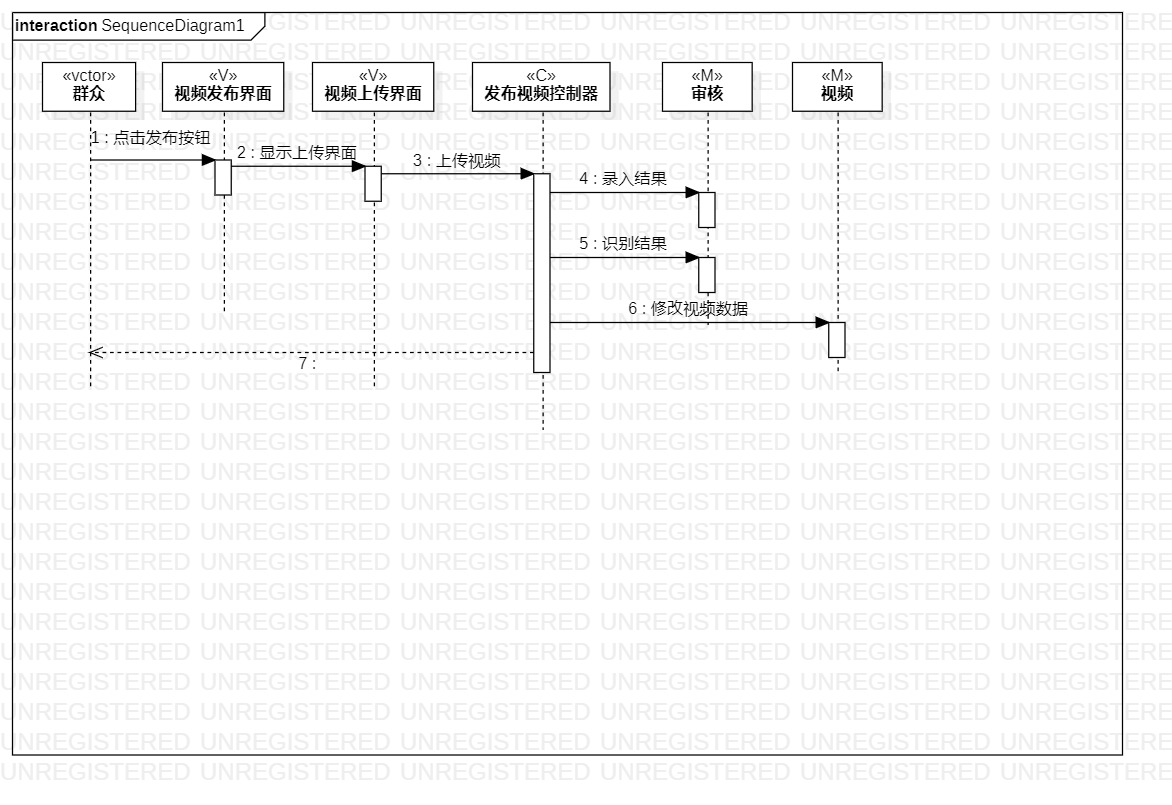 interaction SequenceDiagram1
«vctor»
群众
«V»
视频发布界面
«V»
视频上传界面
«C»
发布视频控制器
«M»
审核
«M»
视频
1 : 点击发布按钮
2 : 显示上传界面
3 : 上传视频
4 : 录入结果
5 : 识别结果
6 : 修改视频数据
7 :
UNREGISTERED UNREGISTERED UNREGISTERED UNREGISTERED UNREGISTERED UNREGISTERED